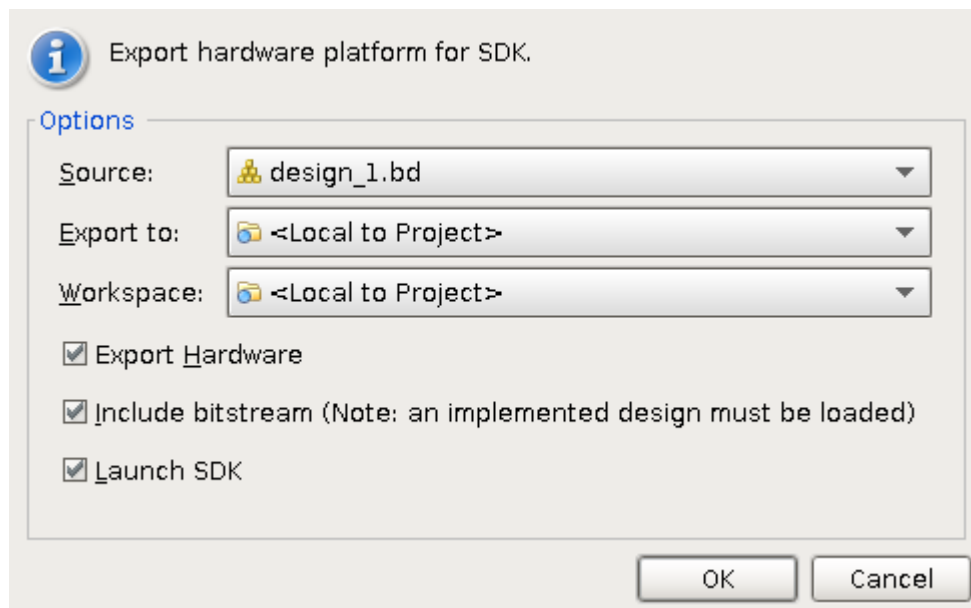 Export hardware platform for SDK.
Options
Source: design_1.bd
Export to: <Local to Project>
Workspace: <Local to Project>
Export Hardware
Include bitstream (Note: an implemented design must be loaded)
Launch SDK
OK Cancel